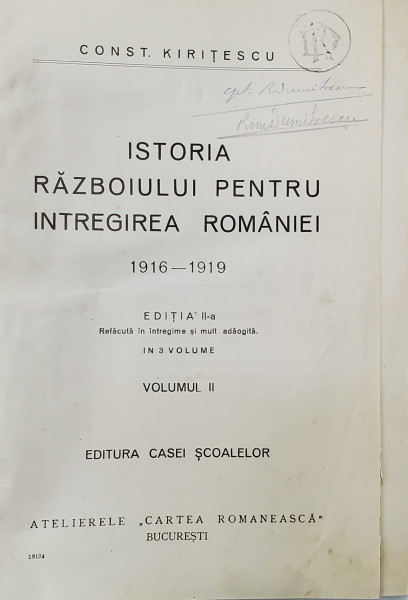 CONST. KIRIȚESCU
ISTORIA
RĂZBOIULUI PENTRU
INTREGIREA ROMÂNIEI
1916—1919
EDIȚIA II-a
Refăcută în întregime și mult adăogită.
IN 3 VOLUME
VOLUMUL II
EDITURA CASEI ȘCOALELOR
ATELIERELE „CARTEA ROMANEASCĂ"
BUCUREȘTI
18124